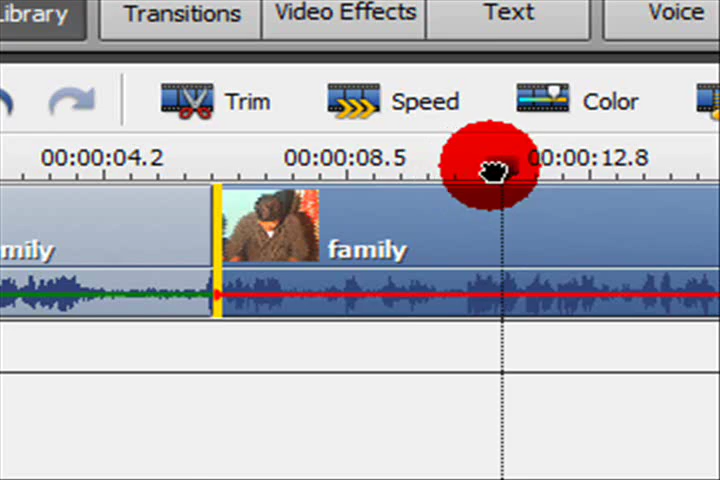 Library Transitions Video Effects Text Voice
Trim Speed Color
00:00:04.2 00:00:08.5 00:00:12.8
mily family